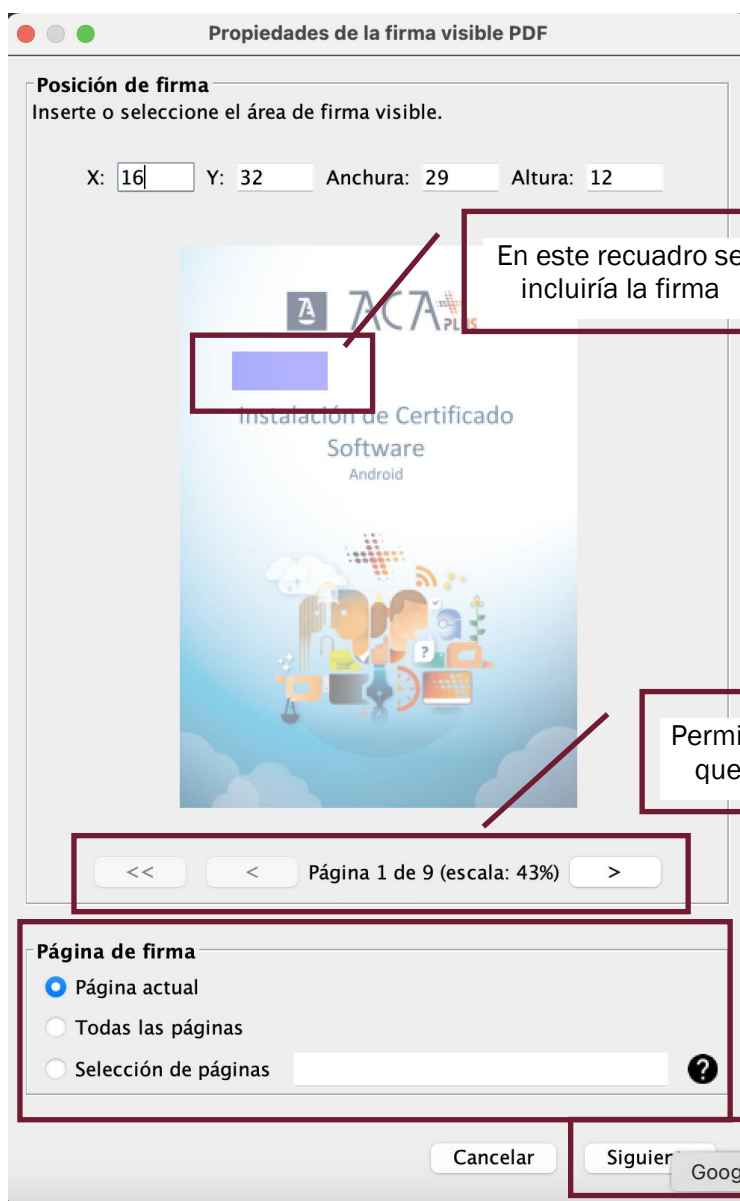 Propiedades de la firma visible PDF
Posición de firma
Inserte o seleccione el área de firma visible.
X: 16 Y: 32 Anchura: 29 Altura: 12
En este recuadro se
incluiría la firma
ACA
PLUS
Instalación de Certificado
Software
Android
?
Permi
que
<< < Página 1 de 9 (escala: 43%) >
Página de firma
Página actual
Todas las páginas
Selección de páginas ?
Cancelar Siguien
Goog